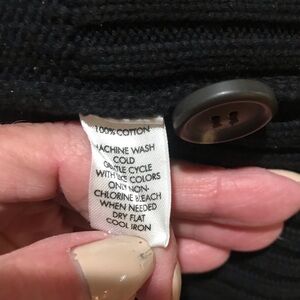 100% COTTON
MACHINE WASH
COLD
GENTLE CYCLE
WITH LIKE COLORS
ONLY NON-
CHLORINE BLEACH
WHEN NEEDED
DRY FLAT
COOL IRON